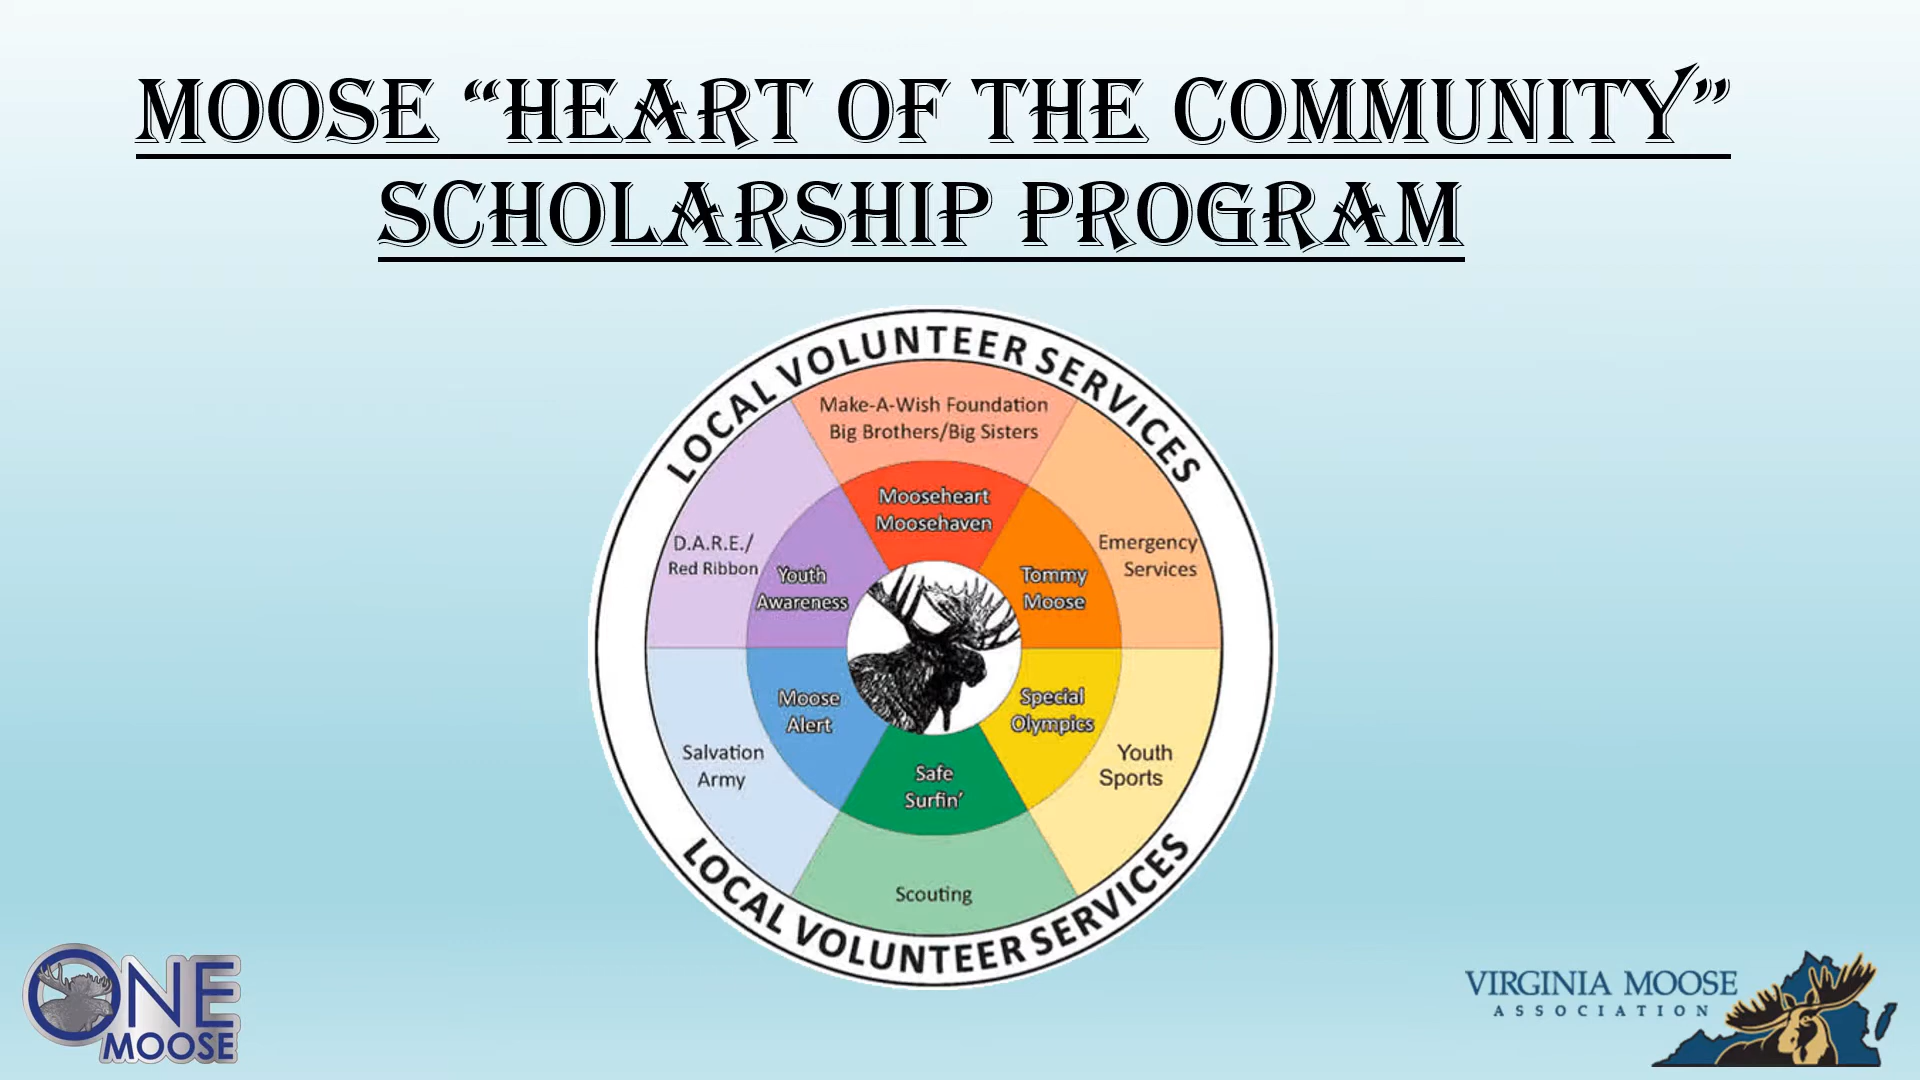 MOOSE “HEART OF THE COMMUNITY”
SCHOLARSHIP PROGRAM
LOCAL VOLUNTEER SERVICES
Make-A-Wish Foundation
Big Brothers/Big Sisters
Mooseheart
Moosehaven
D.A.R.E./
Red Ribbon
Youth
Awareness
Tommy
Moose
Emergency
Services
Moose
Alert
Special
Olympics
Salvation
Army
Safe
Surfin’
Youth
Sports
Scouting
LOCAL VOLUNTEER SERVICES
ONE
MOOSE
VIRGINIA MOOSE
ASSOCIATION